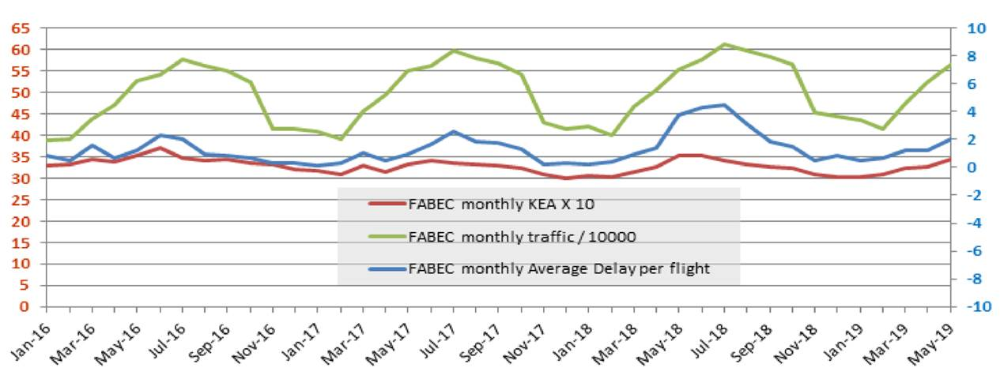 65
60
55
50
45
40
35
30
25
20
15
10
5
0
10
8
6
4
2
0
-2
-4
-6
-8
-10
FABEC monthly KEA X 10
FABEC monthly traffic / 10000
FABEC monthly Average Delay per flight
Jan-16
Mar-16
May-16
Jul-16
Sep-16
Nov-16
Jan-17
Mar-17
May-17
Jul-17
Sep-17
Nov-17
Jan-18
Mar-18
May-18
Jul-18
Sep-18
Nov-18
Jan-19
Mar-19
May-19